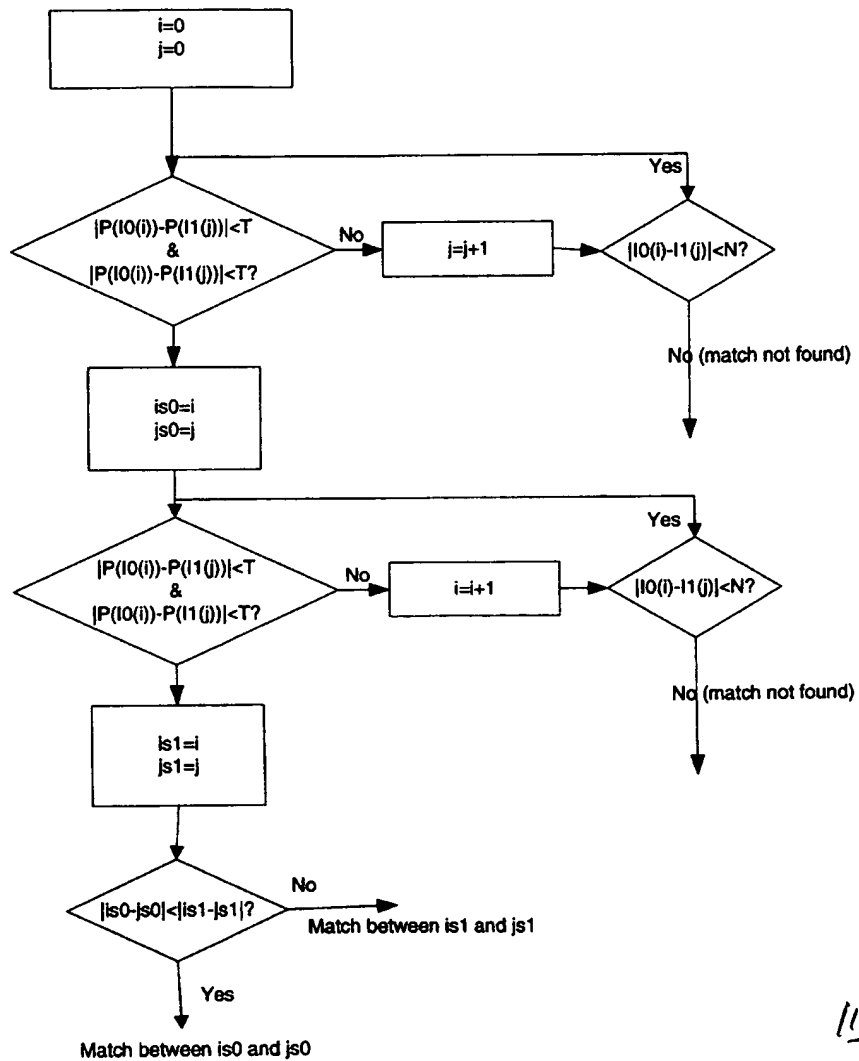 i=0
j=0
Yes
|P(I0(i))-P(I1(j))|<T
&
|P(I0(i))-P(I1(j))|<T?
No
j=j+1
|I0(i)-I1(j)|<N?
No (match not found)
is0=i
js0=j
Yes
|P(I0(i))-P(I1(j))|<T
&
|P(I0(i))-P(I1(j))|<T?
No
i=i+1
|I0(i)-I1(j)|<N?
No (match not found)
is1=i
js1=j
|is0-js0|<|is1-js1|?
No
Match between is1 and js1
Yes
Match between is0 and js0